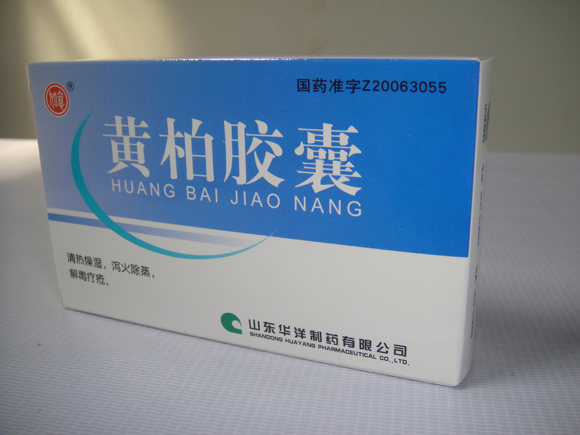 ®
国药准字Z20063055
黄柏胶囊
HUANG BAI JIAO NANG
清热燥湿，泻火除蒸，
解毒疗疮。
山东华洋制药有限公司
SHANDONG HUAYANG PHARMACEUTICAL CO.,LTD.